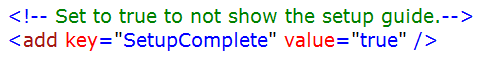 <!-- Set to true to not show the setup guide.-->
<add key="SetupComplete" value="true" />